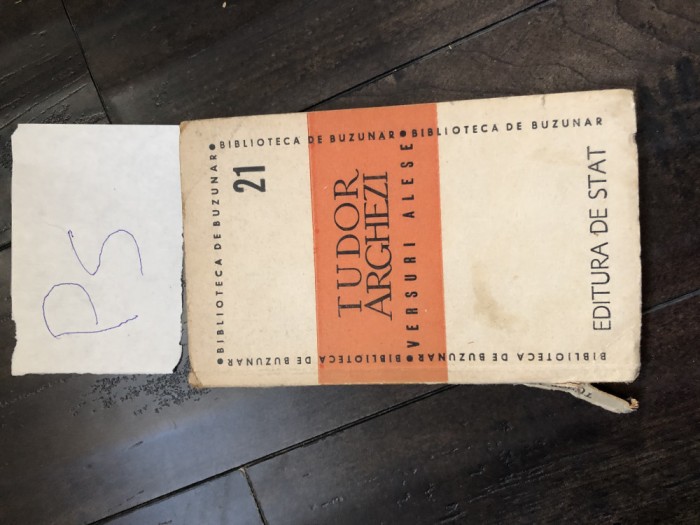 PS
BIBLIOTECA DE BUZUNAR
21
TUDOR
ARGHEZI
VERSURI ALESE
EDITURA DE STAT
BIBLIOTECA DE BUZUNAR • BIBLIOTECA DE BUZUNAR
BIBLIOTECA DE BUZUNAR • BIBLIOTECA DE BUZUNAR